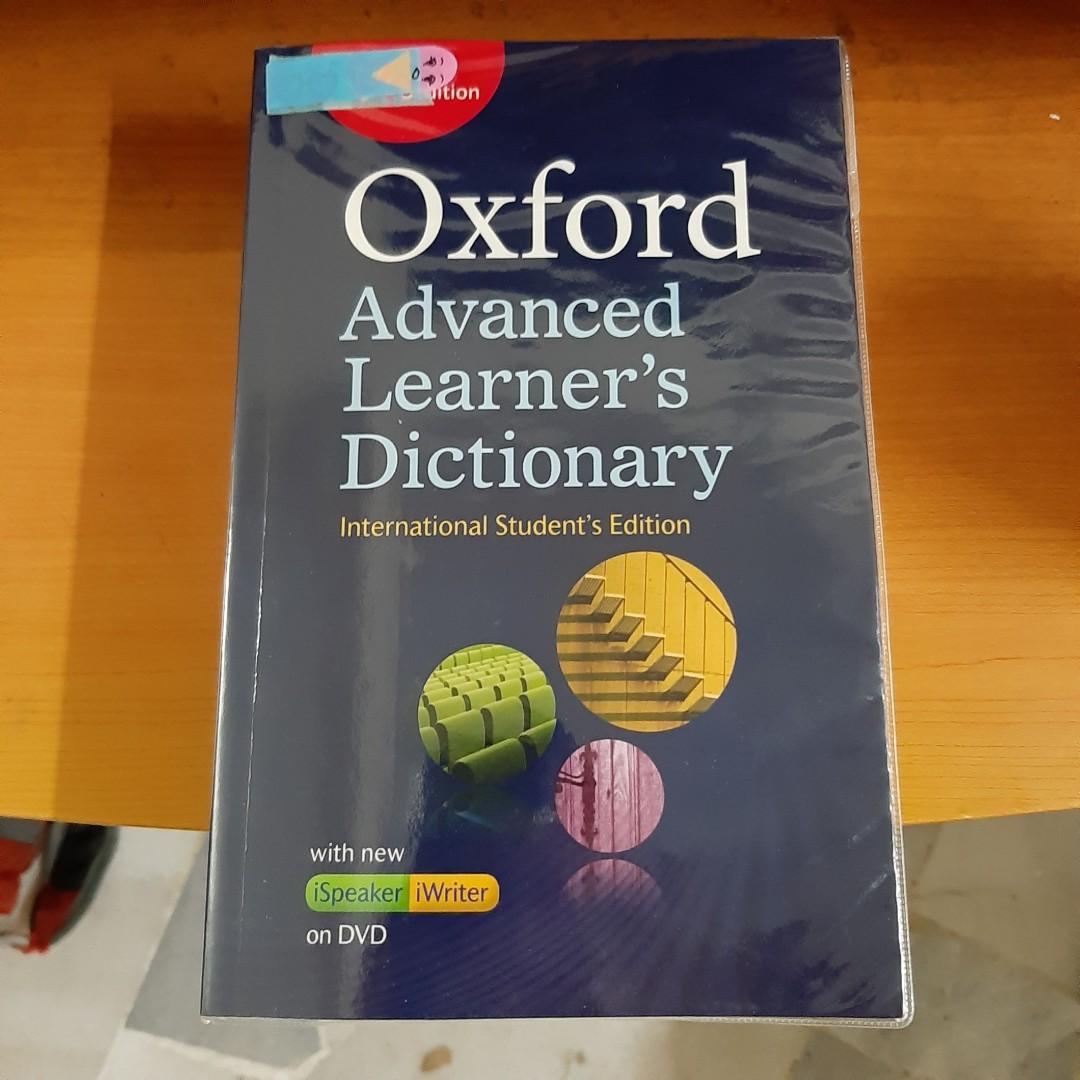 Oxford
Advanced
Learner's
Dictionary
International Student's Edition
with new
iSpeaker iWriter
on DVD